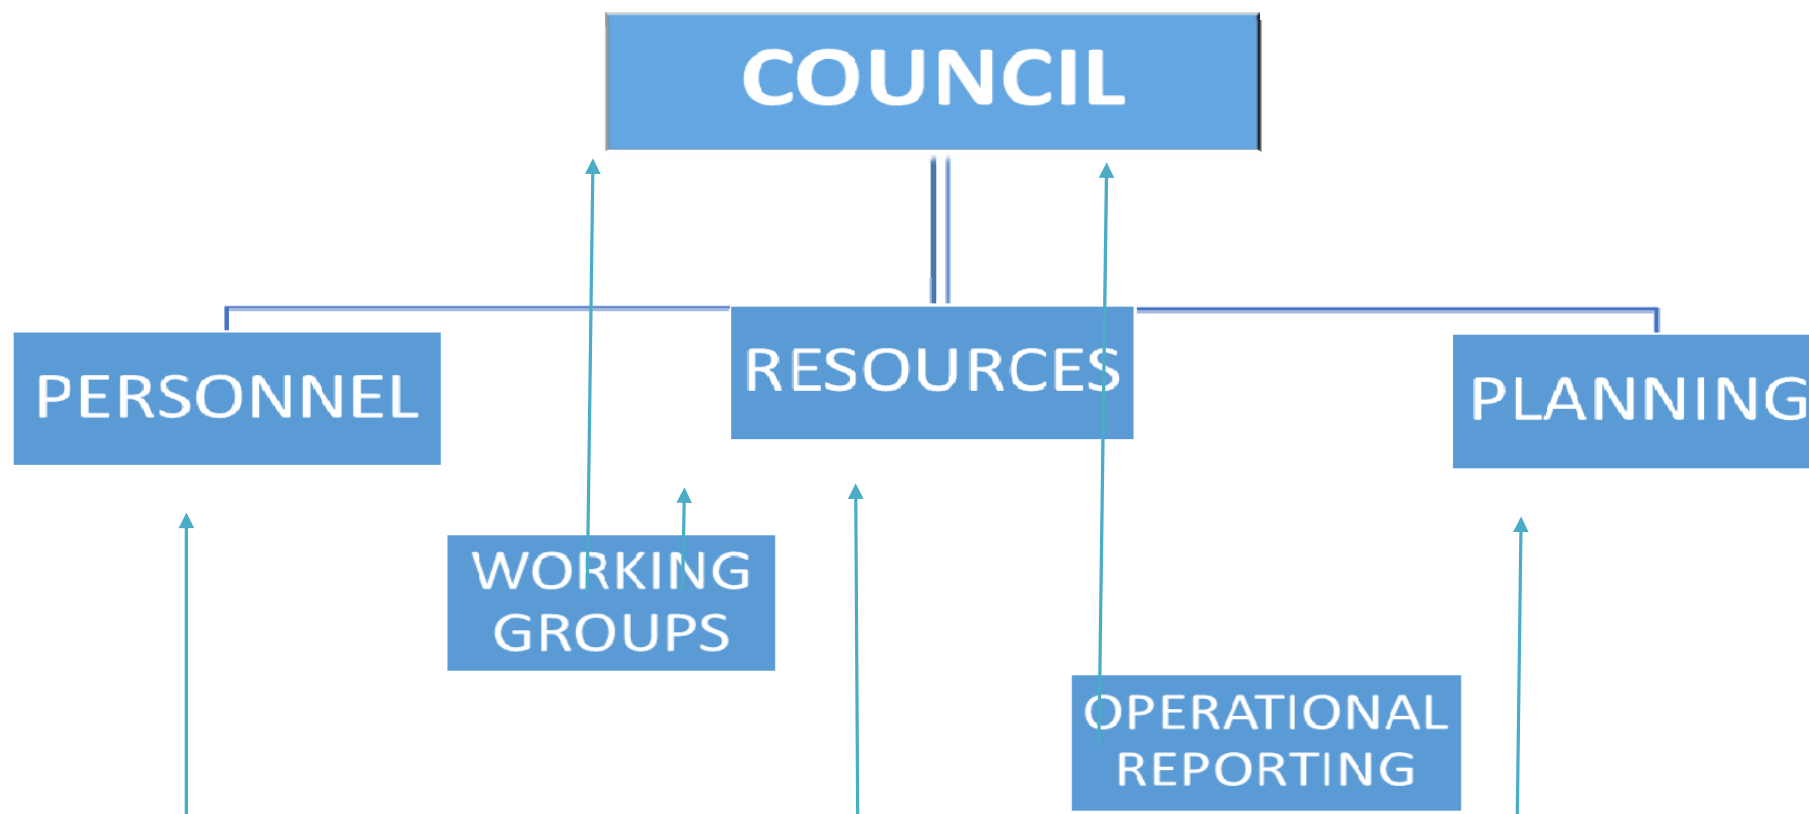 COUNCIL
PERSONNEL
RESOURCES
PLANNING
WORKING
GROUPS
OPERATIONAL
REPORTING